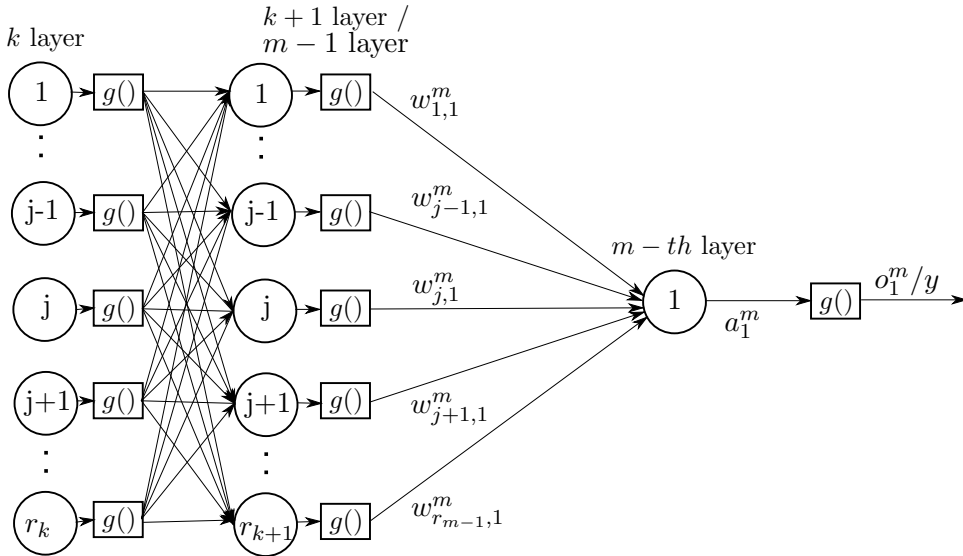 k layer
k + 1 layer /
m − 1 layer
1 g() 1 g() w^m_{1,1}
j-1 g() j-1 g() w^m_{j−1,1}
m − th layer
j g() j g() w^m_{j,1} 1 a^m_1 g() o^m_1/y
j+1 g() j+1 g() w^m_{j+1,1}
r_k g() r_{k+1} g() w^m_{r_{m−1},1}